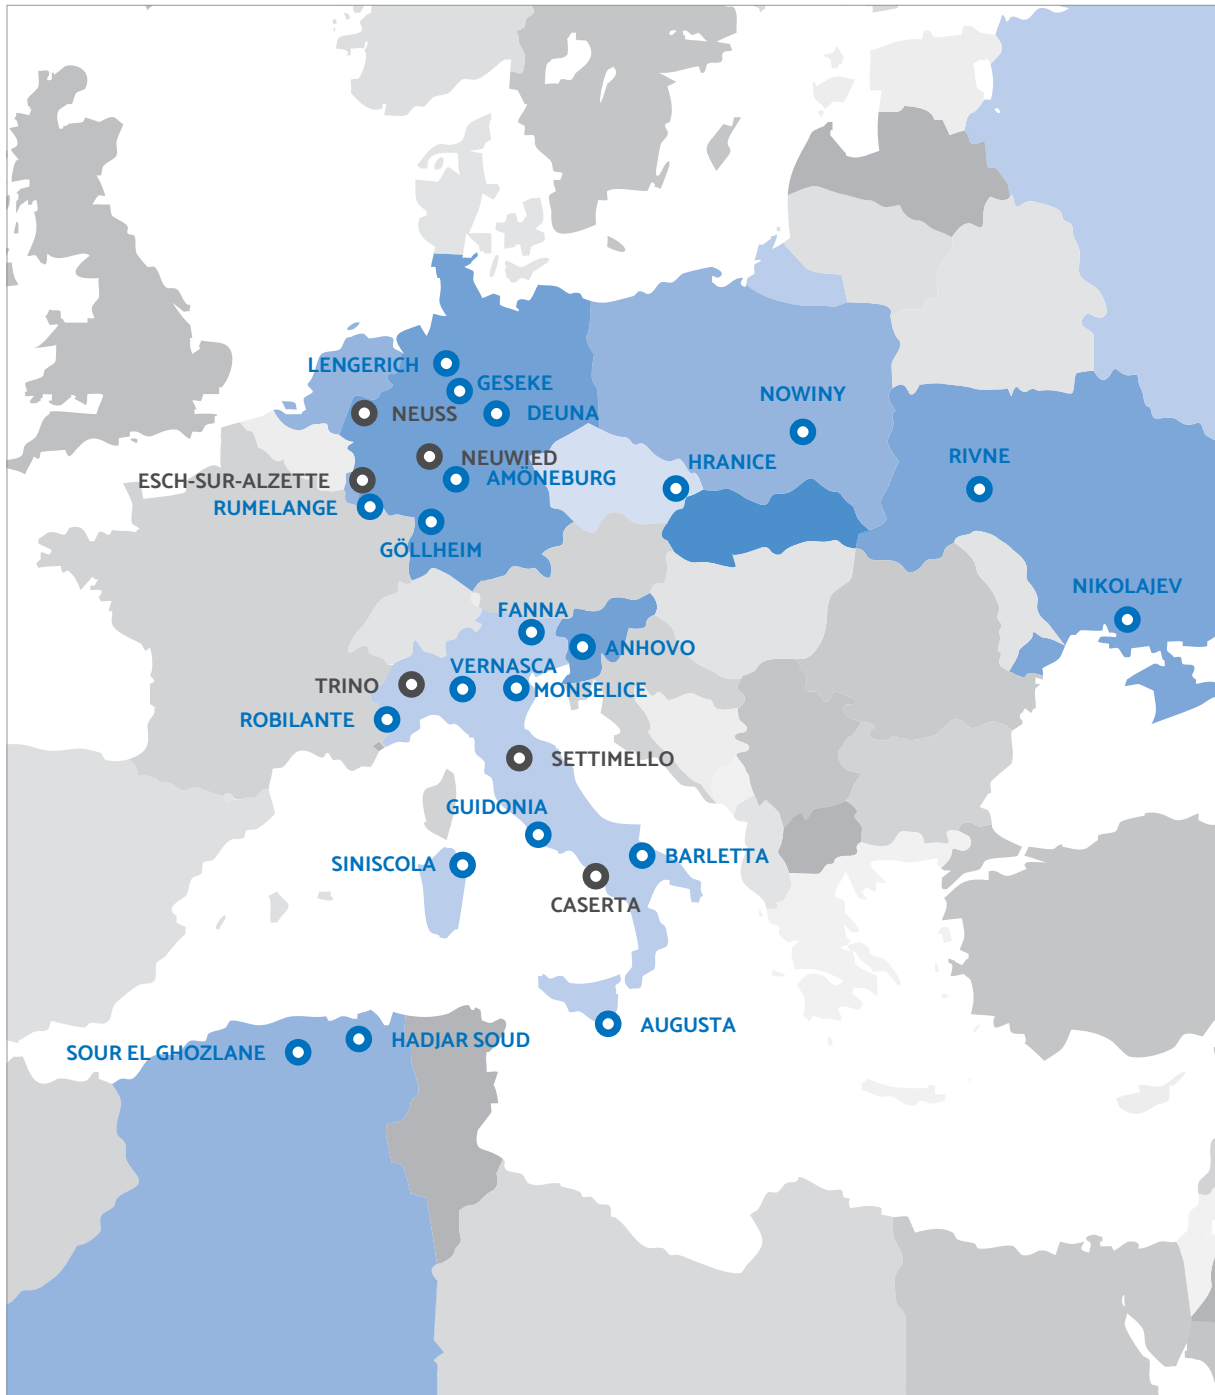 LENGERICH
GESEKE
NEUSS
DEUNA
NOWINY
NEUWIED
HRANICE
RIVNE
ESCH-SUR-ALZETTE
AMÖNEBURG
RUMELANGE
GÖLLHEIM
NIKOLAJEV
FANNA
ANHOVO
VERNASCA
TRINO
MONSELICE
ROBILANTE
SETTIMELLO
GUIDONIA
SINISCOLA
BARLETTA
CASERTA
AUGUSTA
HADJAR SOUD
SOUR EL GHOZLANE